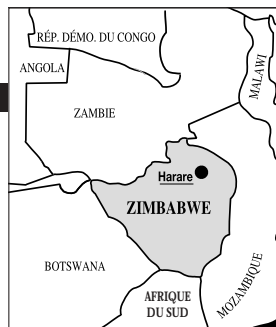 RÉP. DÉMO. DU CONGO
ANGOLA
MALAWI
ZAMBIE
Harare
ZIMBABWE
BOTSWANA
MOZAMBIQUE
AFRIQUE
DU SUD